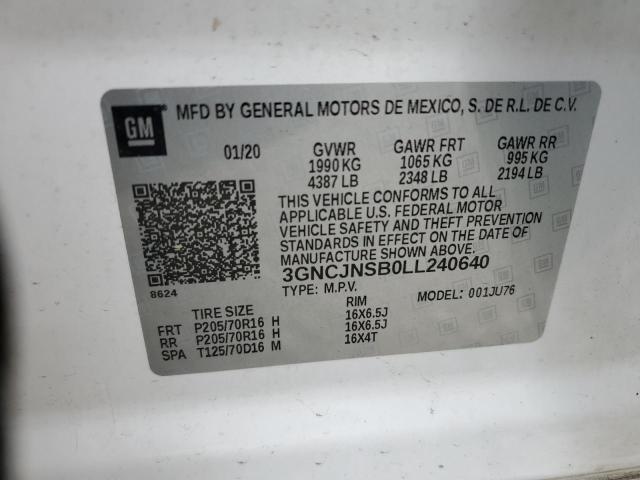 GM
MFD BY GENERAL MOTORS DE MEXICO, S. DE R.L. DE C.V.
01/20 GVWR GAWR FRT GAWR RR
1990 KG 1065 KG 995 KG
4387 LB 2348 LB 2194 LB
THIS VEHICLE CONFORMS TO ALL
APPLICABLE U.S. FEDERAL MOTOR
VEHICLE SAFETY AND THEFT PREVENTION
STANDARDS IN EFFECT ON THE DATE OF
MANUFACTURE SHOWN ABOVE.
3GNCJNSB0LL240640
8624
TYPE: M.P.V. MODEL: 001JU76
TIRE SIZE RIM
FRT P205/70R16 H 16X6.5J
RR P205/70R16 H 16X6.5J
SPA T125/70D16 M 16X4T